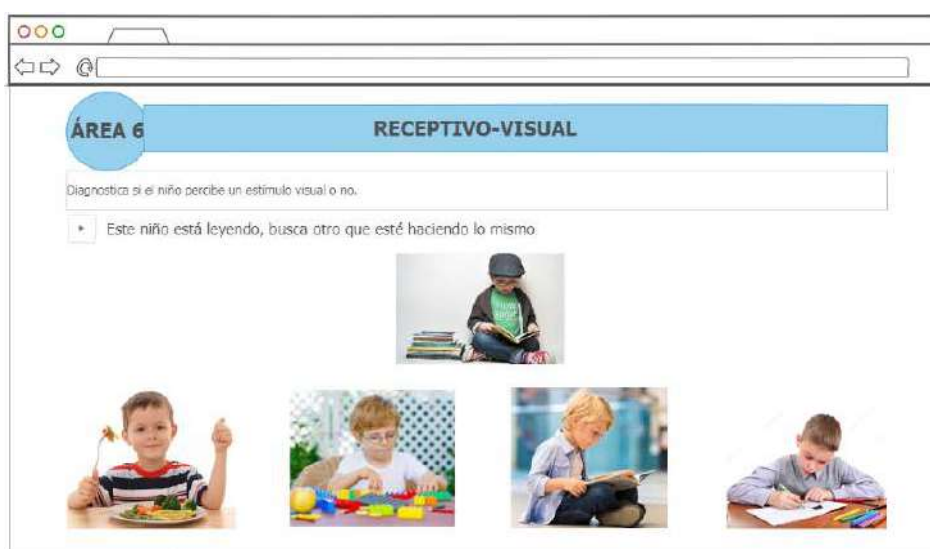 ÁREA 6
RECEPTIVO-VISUAL
Diagnostica si el niño percibe un estímulo visual o no.
Este niño está leyendo, busca otro que esté haciendo lo mismo